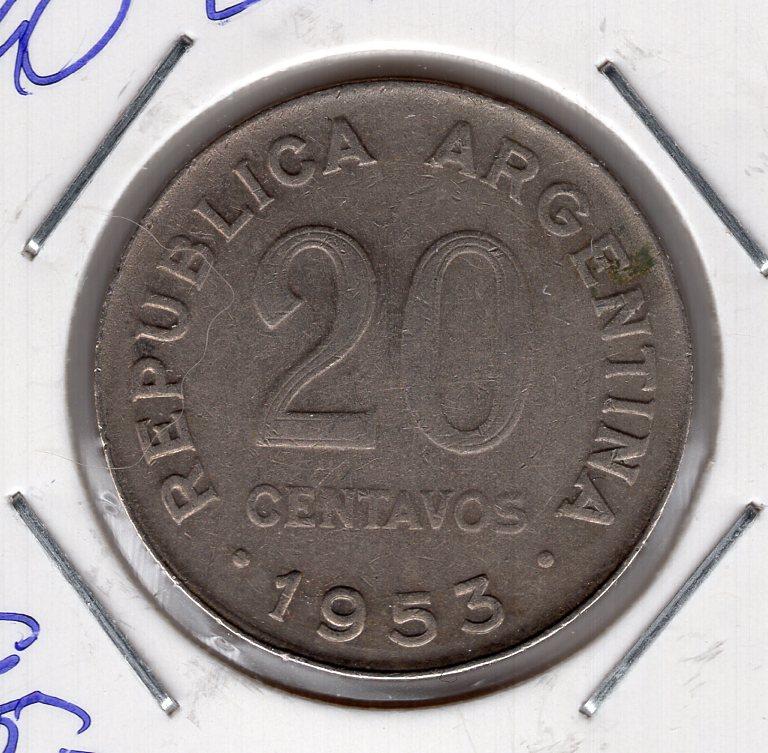 REPUBLICA ARGENTINA
20
CENTAVOS
1953